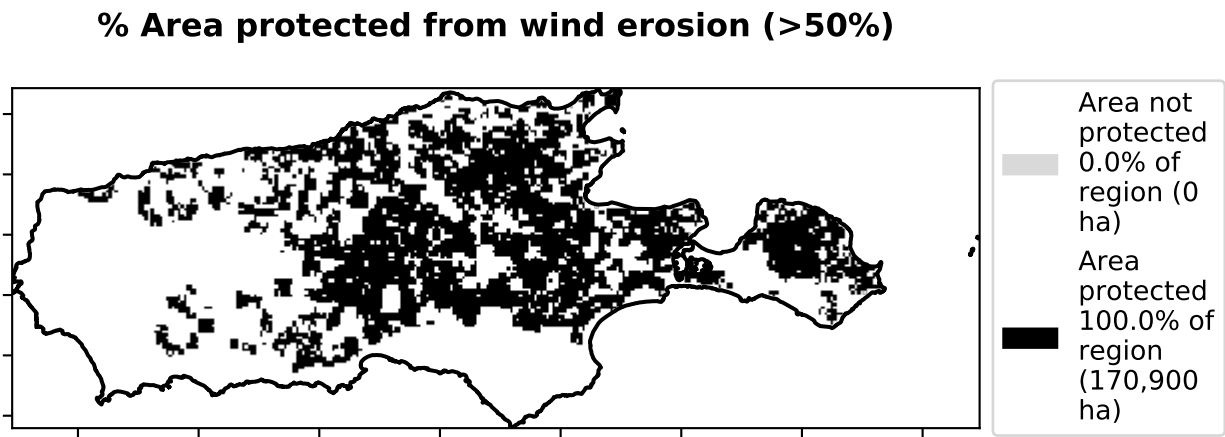 % Area protected from wind erosion (>50%)
Area not
protected
0.0% of
region (0
ha)
Area
protected
100.0% of
region
(170,900
ha)